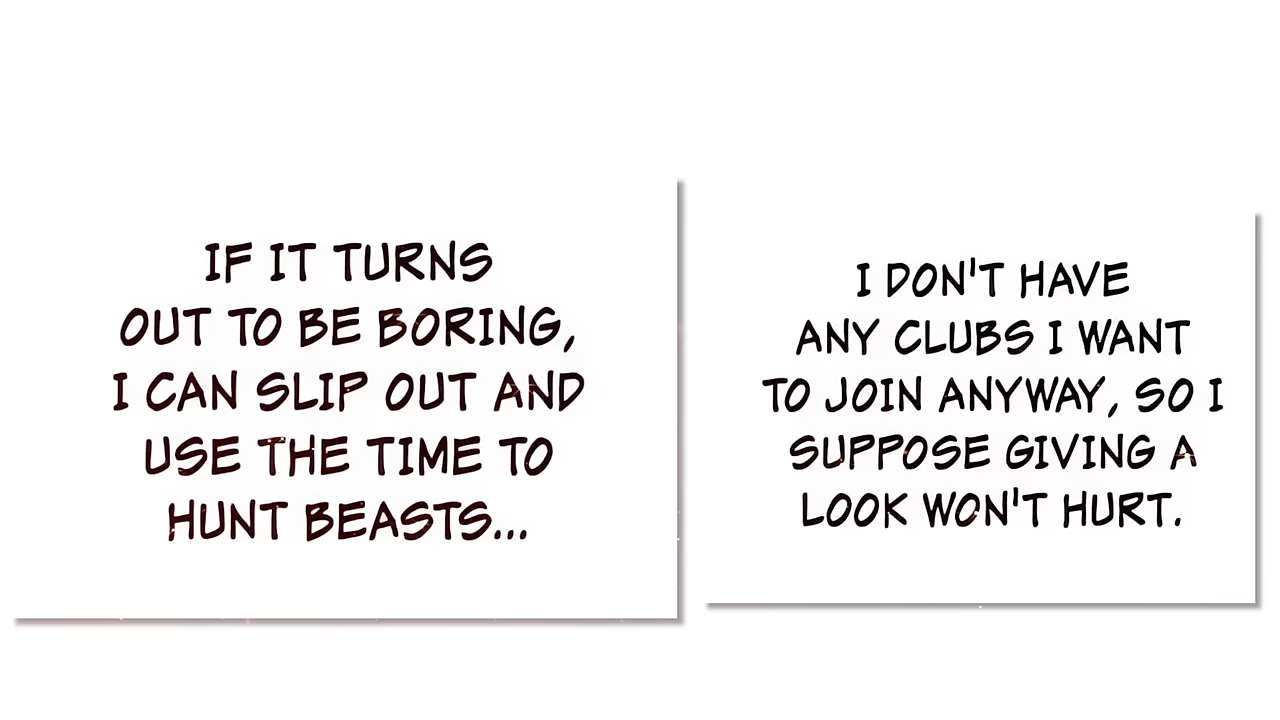 IF IT TURNS
OUT TO BE BORING,
I CAN SLIP OUT AND
USE THE TIME TO
HUNT BEASTS...
I DON'T HAVE
ANY CLUBS I WANT
TO JOIN ANYWAY, SO I
SUPPOSE GIVING A
LOOK WON'T HURT.